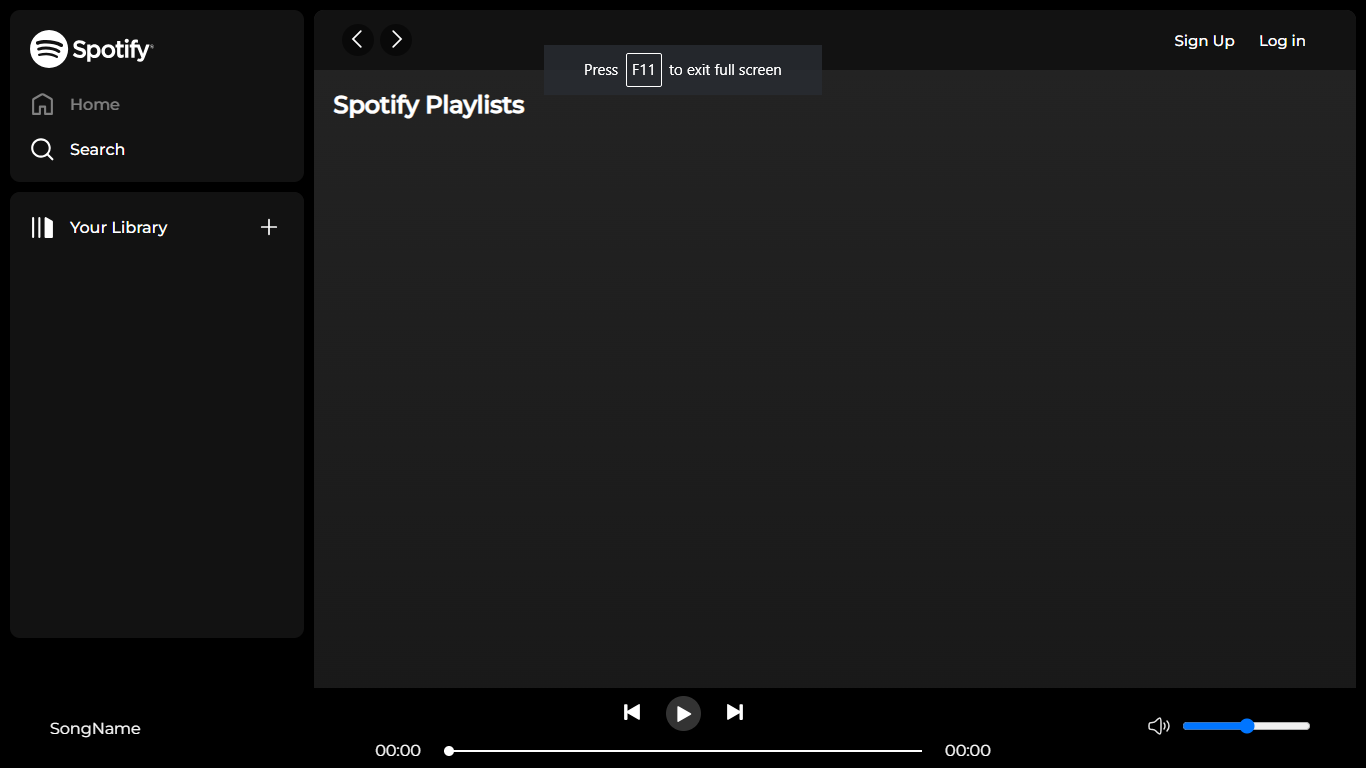 Spotify
Home
Search
Your Library
Sign Up
Log in
Press F11 to exit full screen
Spotify Playlists
SongName
00:00
00:00